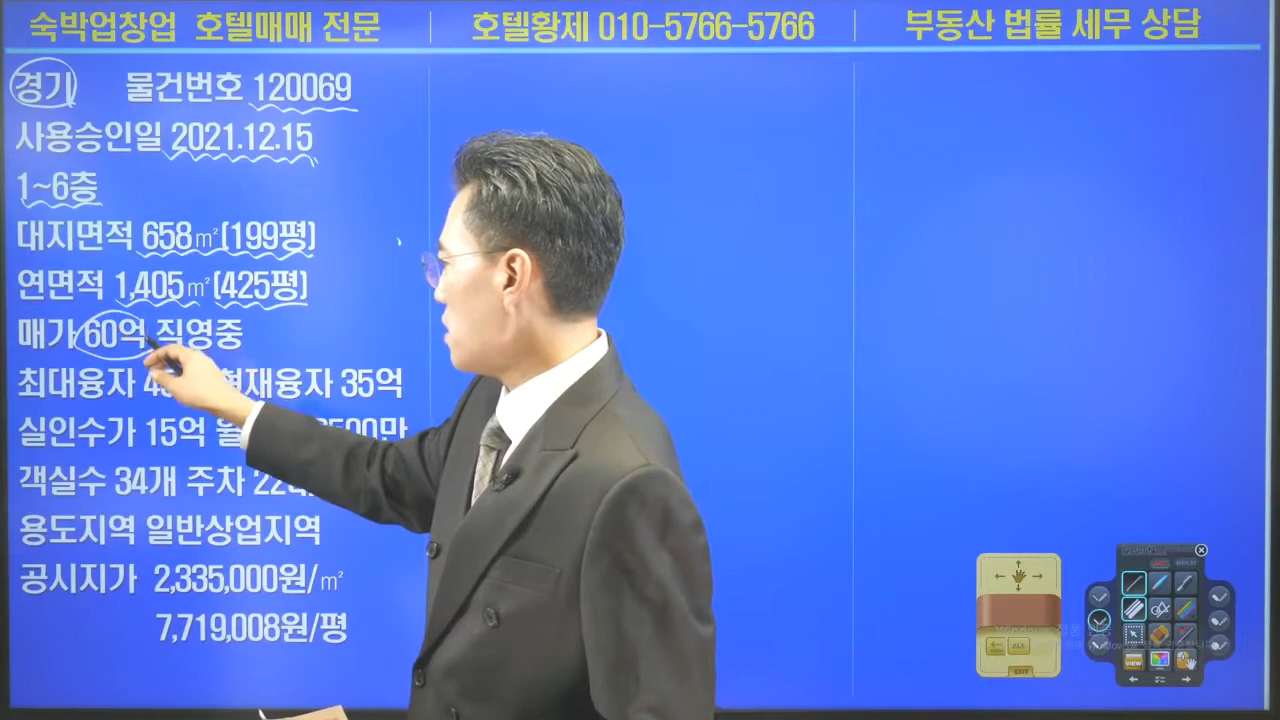 숙박업창업 호텔매매 전문
호텔황제 010-5766-5766
부동산 법률 세무 상담
경기 물건번호 120069
사용승인일 2021.12.15
1~6층
대지면적 658㎡(199평)
연면적 1,405㎡(425평)
매가 60억 직영중
최대융자 현재융자 35억
실인수가 15억
객실수 34개 주차
용도지역 일반상업지역
공시지가 2,335,000원/㎡
7,719,008원/평
VIEW
EXIT